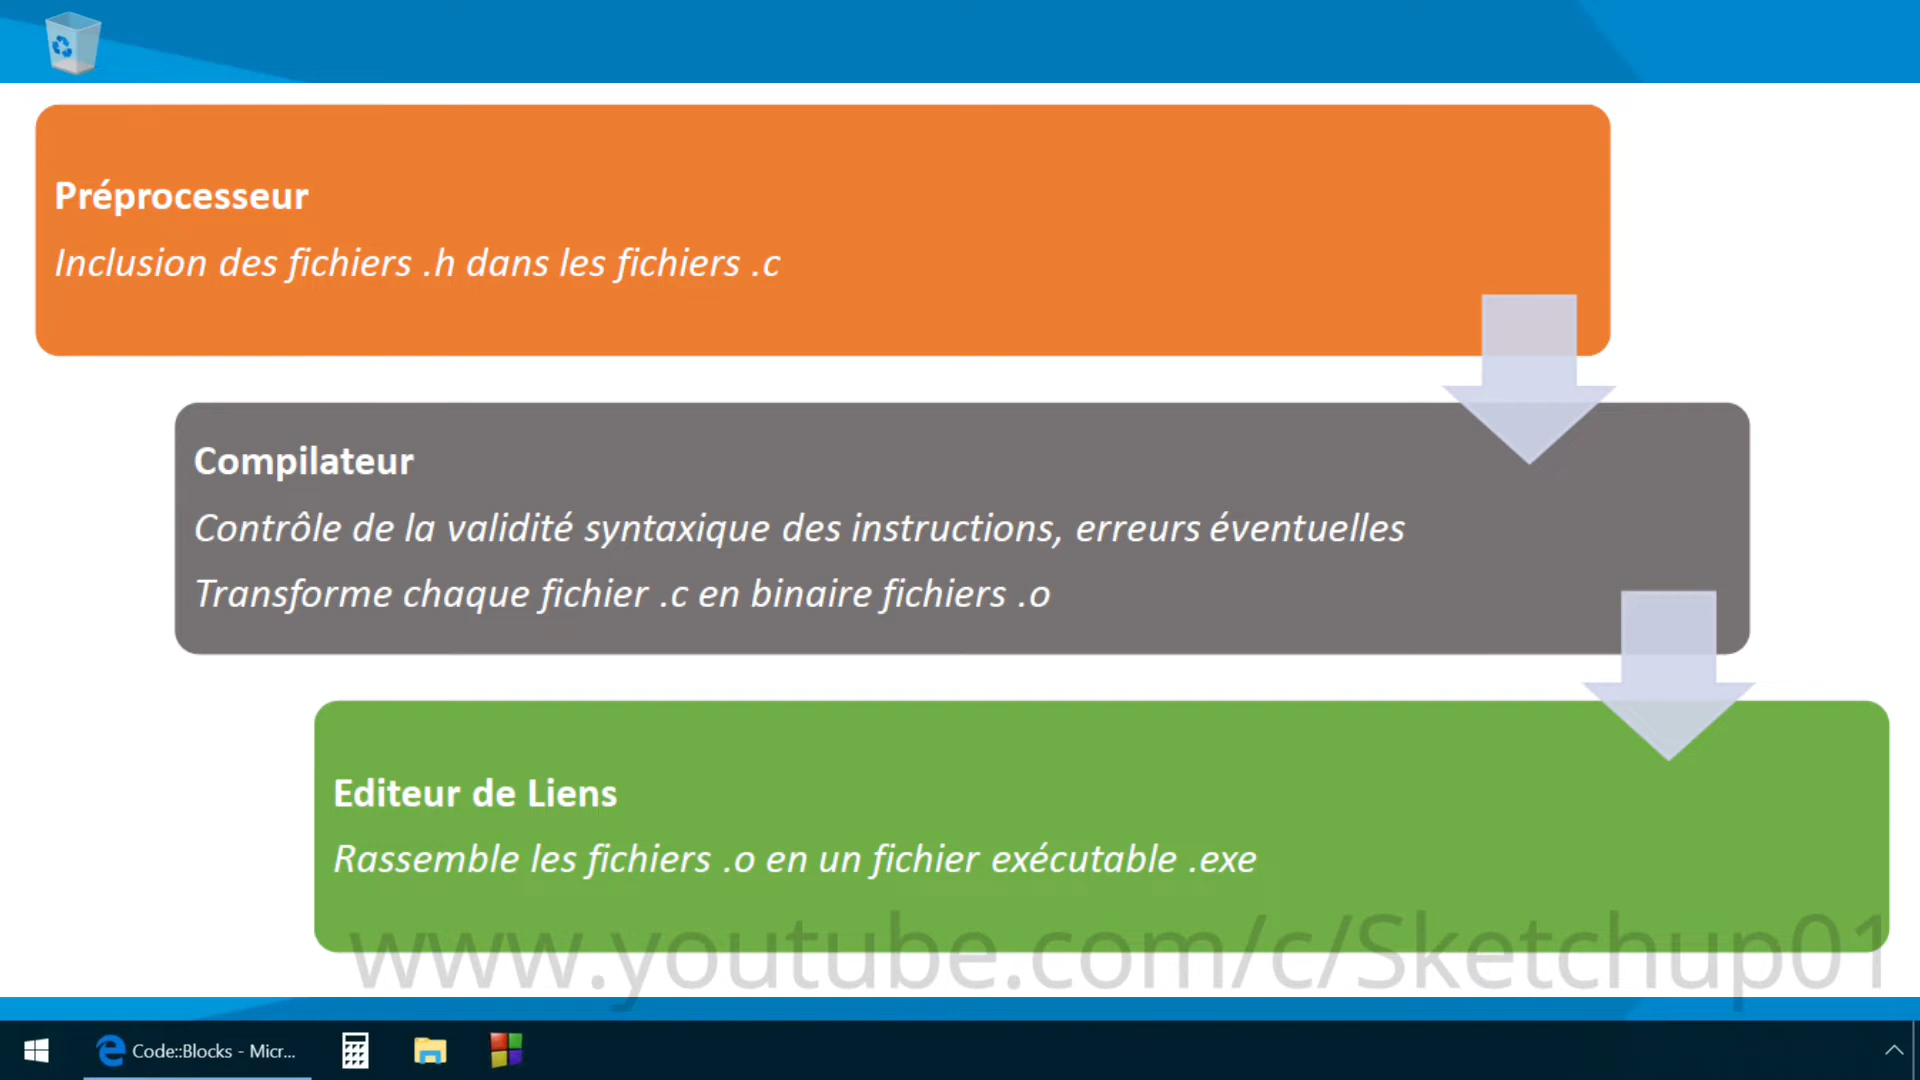 Préprocesseur
Inclusion des fichiers .h dans les fichiers .c
Compilateur
Contrôle de la validité syntaxique des instructions, erreurs éventuelles
Transforme chaque fichier .c en binaire fichiers .o
Editeur de Liens
Rassemble les fichiers .o en un fichier exécutable .exe
www.youtube.com/c/Sketchup01
Code::Blocks - Micr...